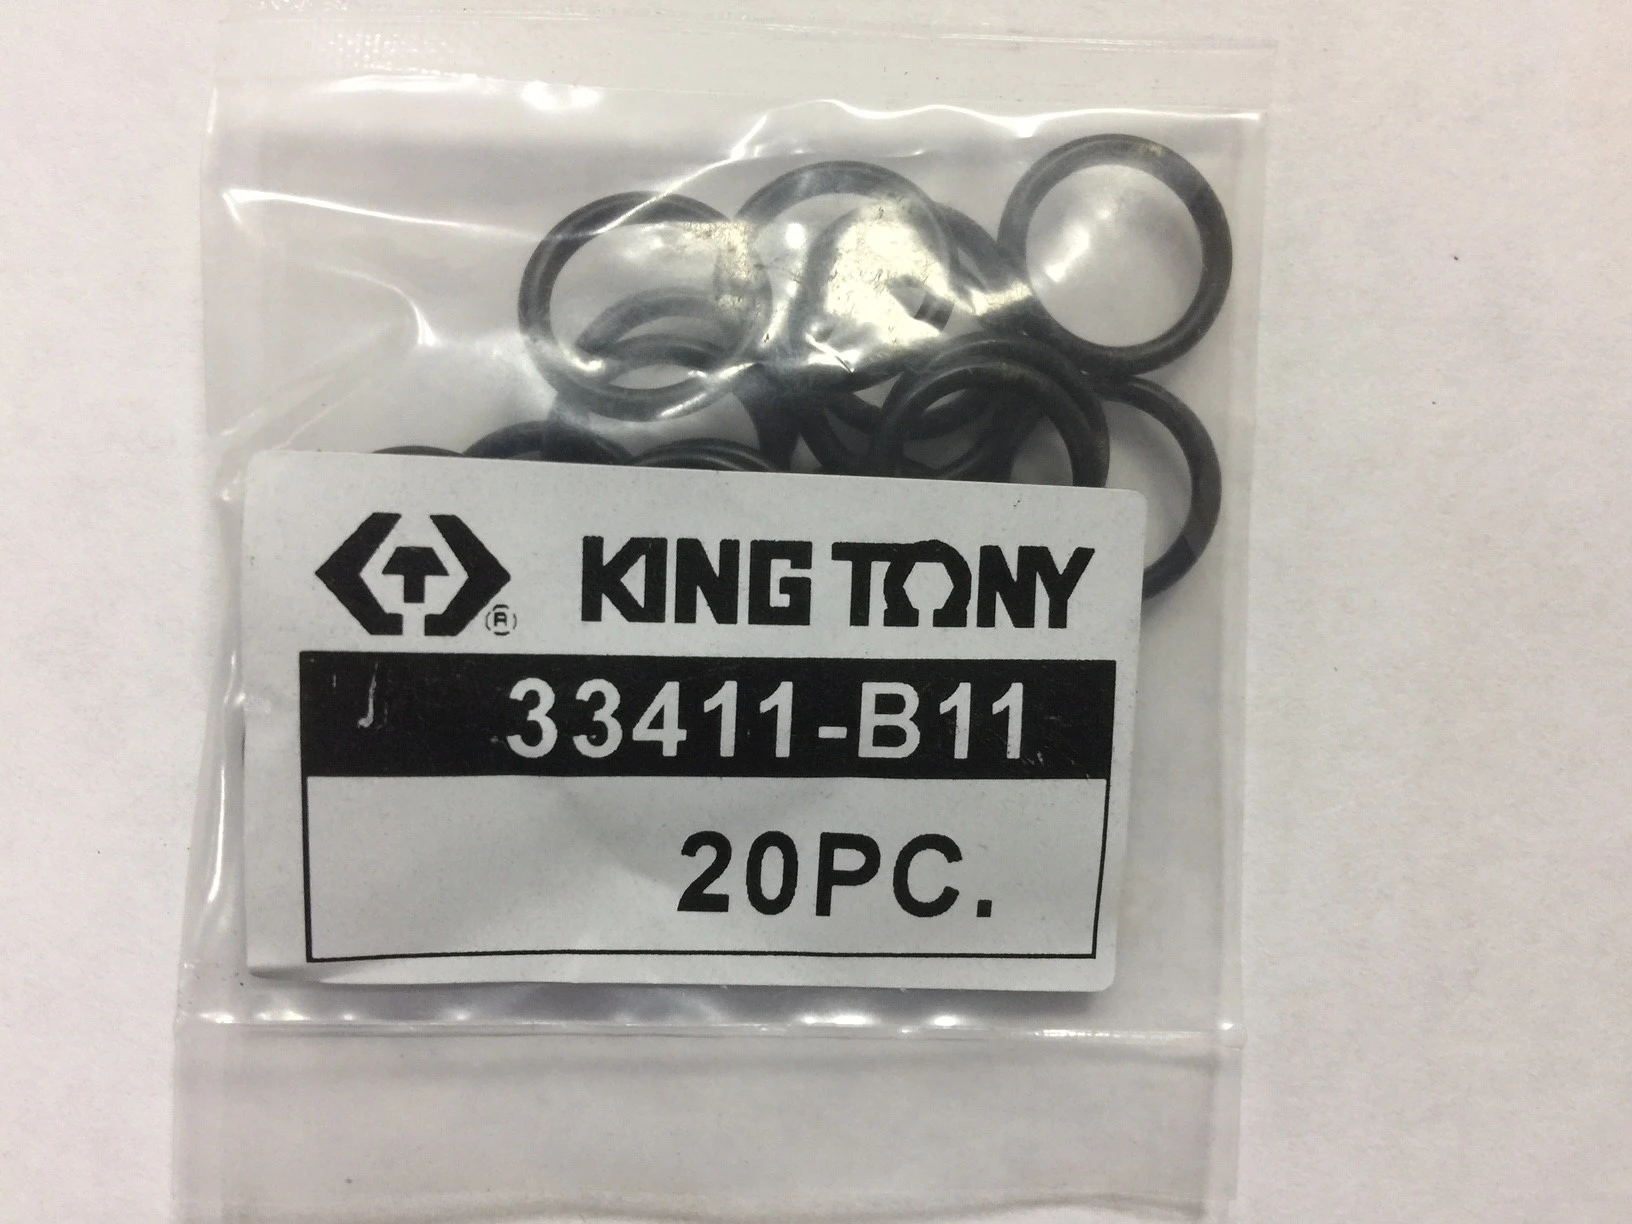 KING TONY
®
33411-B11
20PC.